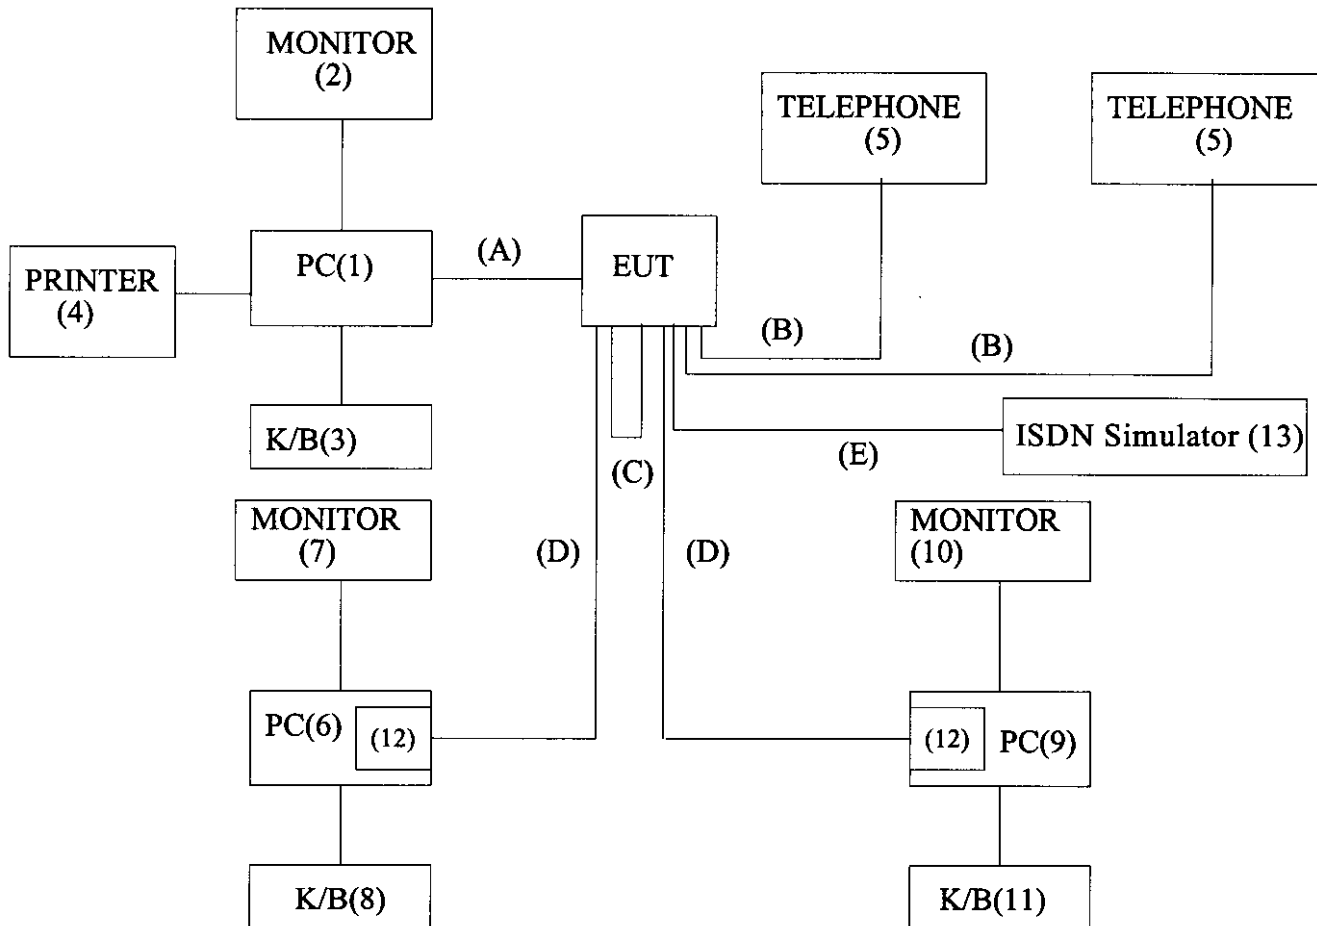 MONITOR
(2)
TELEPHONE
(5)
TELEPHONE
(5)
PRINTER
(4)
PC(1)
(A)
EUT
(B)
(B)
K/B(3)
(C)
(E)
ISDN Simulator (13)
MONITOR
(7)
(D)
(D)
MONITOR
(10)
PC(6)
(12)
(12)
PC(9)
K/B(8)
K/B(11)